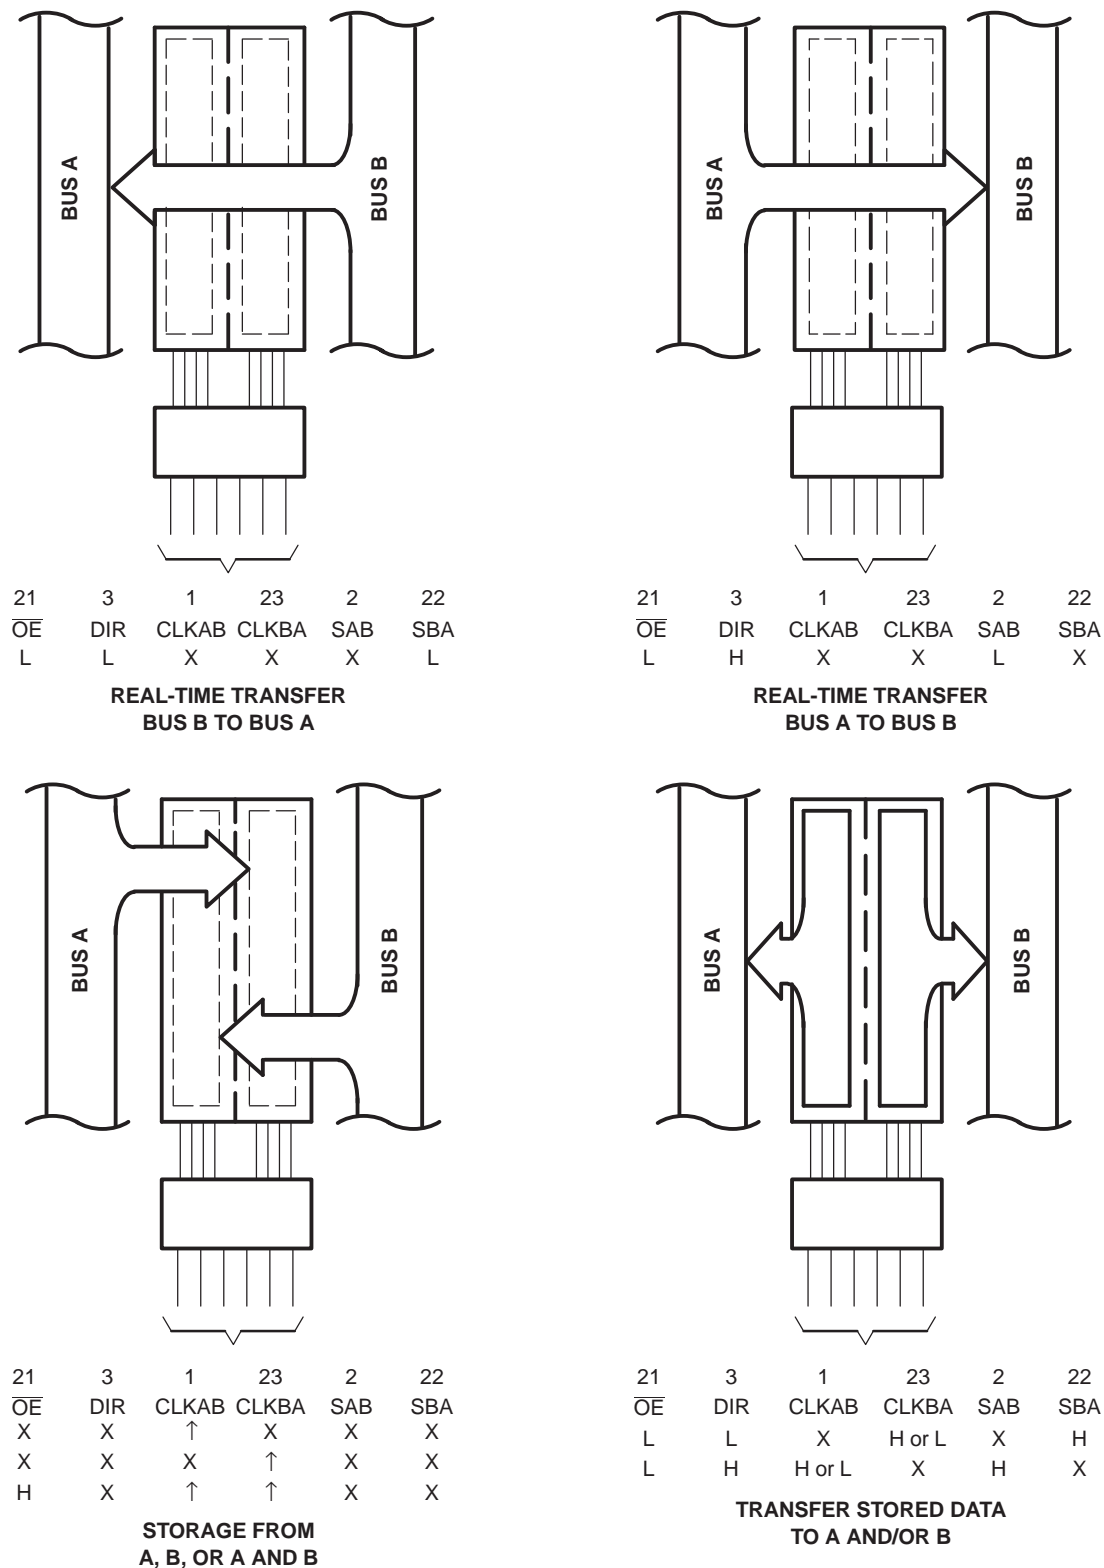 BUS A
BUS B
21 3 1 23 2 22
OE DIR CLKAB CLKBA SAB SBA
L L X X X L
REAL-TIME TRANSFER
BUS B TO BUS A
BUS A
BUS B
21 3 1 23 2 22
OE DIR CLKAB CLKBA SAB SBA
L H X X L X
REAL-TIME TRANSFER
BUS A TO BUS B
BUS A
BUS B
21 3 1 23 2 22
OE DIR CLKAB CLKBA SAB SBA
X X ↑ X X X
X X X ↑ X X
H X ↑ ↑ X X
STORAGE FROM
A, B, OR A AND B
BUS A
BUS B
21 3 1 23 2 22
OE DIR CLKAB CLKBA SAB SBA
L L X H or L X H
L H H or L X H X
TRANSFER STORED DATA
TO A AND/OR B